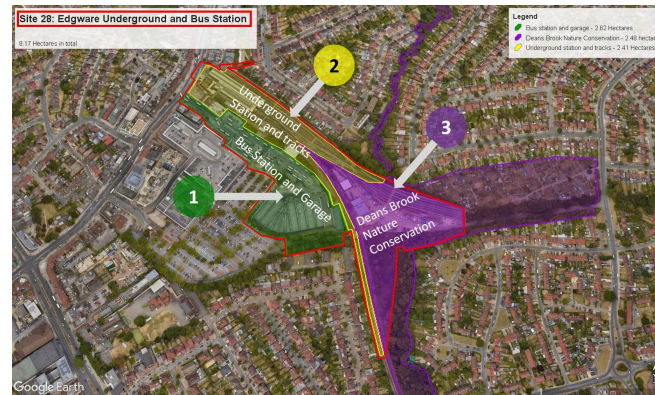 Site 28: Edgware Underground and Bus Station
8.17 Hectares in total
Legend
Bus station and garage - 2.82 Hectares
Deans Brook Nature Conservation - 2.48 hectar
Underground station and tracks - 2.41 Hectares
2
Underground
Station and tracks
3
Bus Station and Garage
1
Deans Brook
Nature
Conservation
Google Earth